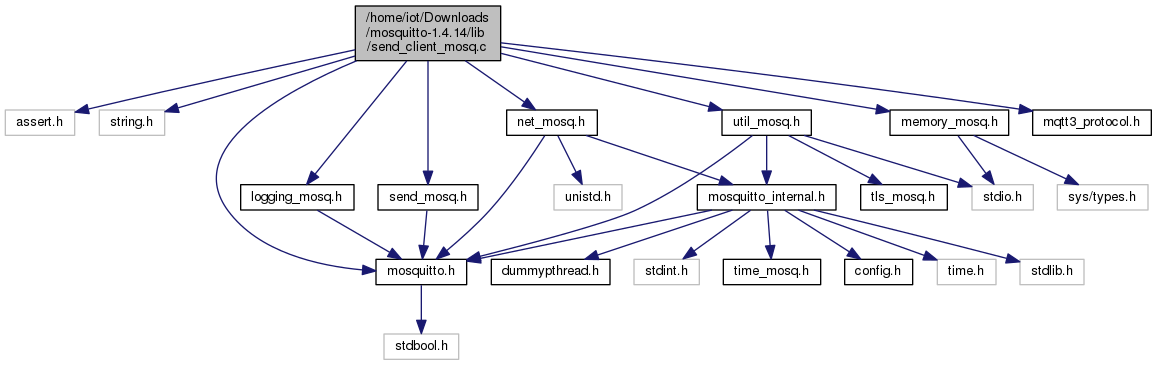 /home/iot/Downloads
/mosquitto-1.4.14/lib
/send_client_mosq.c
assert.h
string.h
net_mosq.h
util_mosq.h
memory_mosq.h
mqtt3_protocol.h
logging_mosq.h
send_mosq.h
unistd.h
mosquitto_internal.h
tls_mosq.h
stdio.h
sys/types.h
mosquitto.h
dummypthread.h
stdint.h
time_mosq.h
config.h
time.h
stdlib.h
stdbool.h